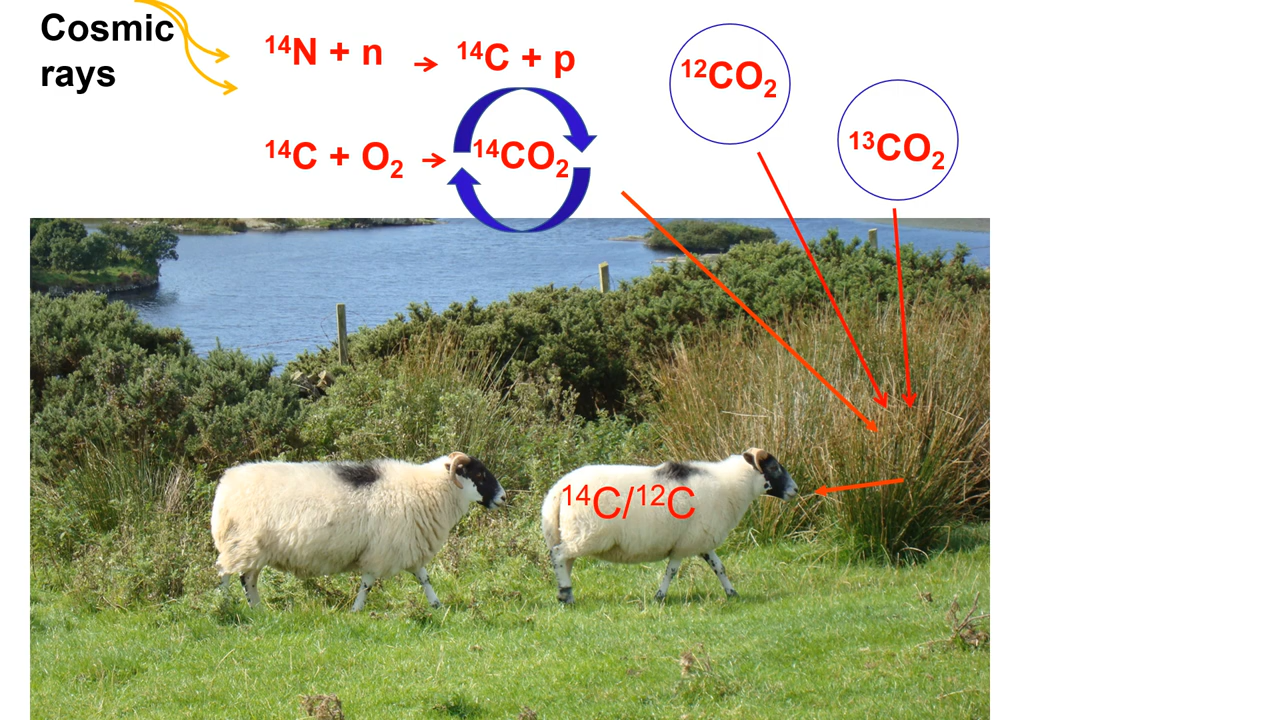 Cosmic
rays
¹⁴N + n → ¹⁴C + p
¹⁴C + O₂ → ¹⁴CO₂
¹²CO₂
¹³CO₂
¹⁴C/¹²C